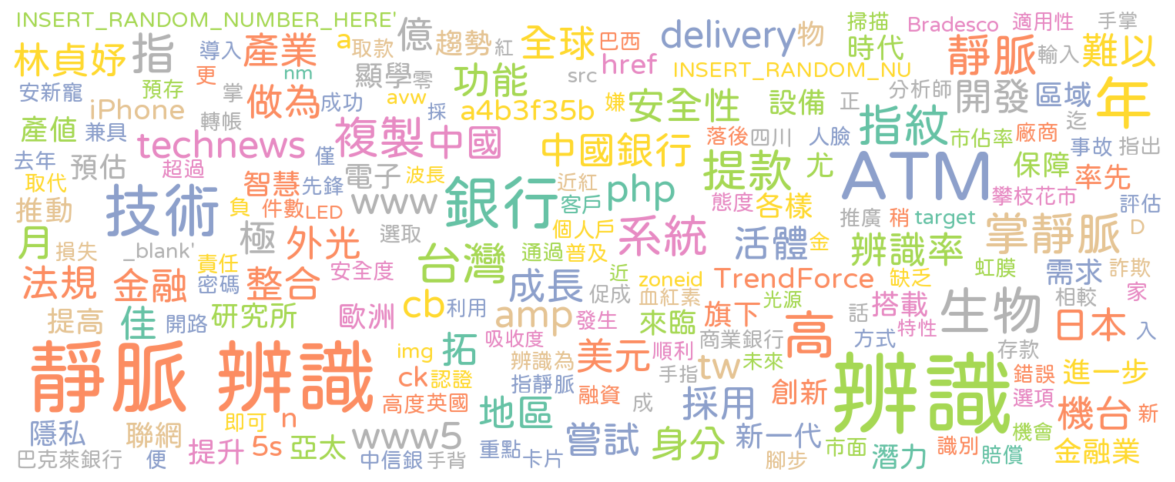 INSERT_RANDOM_NUMBER_HERE' 億 趨勢 全球 巴西 delivery 物 掃描 Bradesco 適用性 手掌
林貞妤 指 導入 產業 a 取款 紅 href 時代 靜脈 輸入 難以
安新寵 預存 更 nm 顯學 零 功能 src INSERT_RANDOM_NU 分析師 開發 區域 年
iPhone 掌 做為 成功 avw 採 a4b3f35b 嫌 安全性 設備 正 指紋
產值 兼具 轉帳 technews 僅 複製 中國 中國銀行 落後 四川 人臉 市佔率 廠商 迄 事故 指出
去年 預估 超過 電子 波長 近紅 提款 尤 ATM 保障 率先
取代 技術 智慧 先鋒 www 銀行 客戶 php 態度 各樣 攀枝花市 評估
推動 負 件數 LED 個人戶 系統 推廣 稍 target 掌靜脈 D
月 損失 _blank' 極 外光 選取 台灣 通過 普及 活體 金 辨識率 虹膜 需求 詐欺
法規 金融 責任 密碼 整合 安全度 近 成長 促成 zoneid TrendForce 缺乏 相較 家
提高 佳 開路 研究所 歐洲 cb 利用 amp 血紅素 發生 來臨 旗下 光源 話 搭載 特性 生物 日本 入
靜脈 辨識 img 吸收度 拓 辨識為 美元 順利 商業銀行 未來 高 方式 辨識 存款 錯誤 進一步
ck 認證 指靜脈 手指 tw 創新 選項
即可 n 高度 英國 地區 融資 成 採用 機台 新
隱私 聯網 www5 嘗試 身分 新一代 機會
巴克萊銀行 便 提升 5s 亞太 中信銀 手背 重點 卡片 腳步 市面 潛力 識別 賠償 金融業